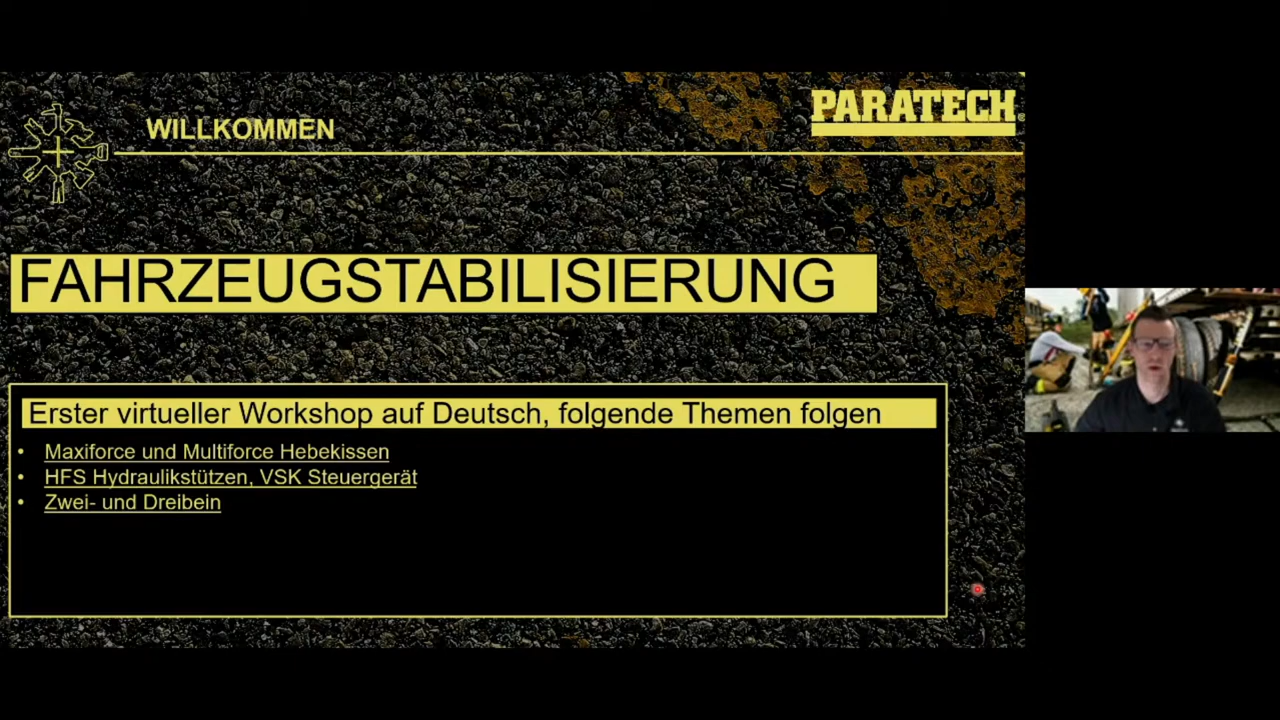 WILLKOMMEN
PARATECH®
FAHRZEUGSTABILISIERUNG
Erster virtueller Workshop auf Deutsch, folgende Themen folgen
• Maxiforce und Multiforce Hebekissen
• HFS Hydraulikstützen, VSK Steuergerät
• Zwei- und Dreibein